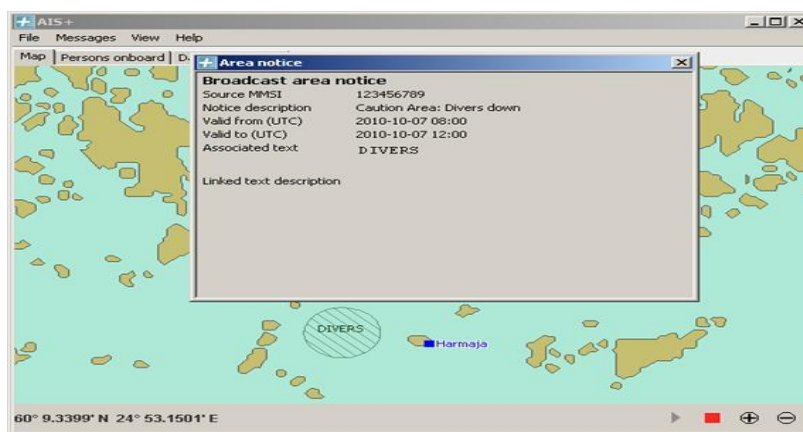 AIS+
File Messages View Help
Map Persons onboard D
Area notice
Broadcast area notice
Source MMSI 123456789
Notice description Caution Area: Divers down
Valid from (UTC) 2010-10-07 08:00
Valid to (UTC) 2010-10-07 12:00
Associated text DIVERS
Linked text description
DIVERS
Harmaja
60° 9.3399' N 24° 53.1501' E